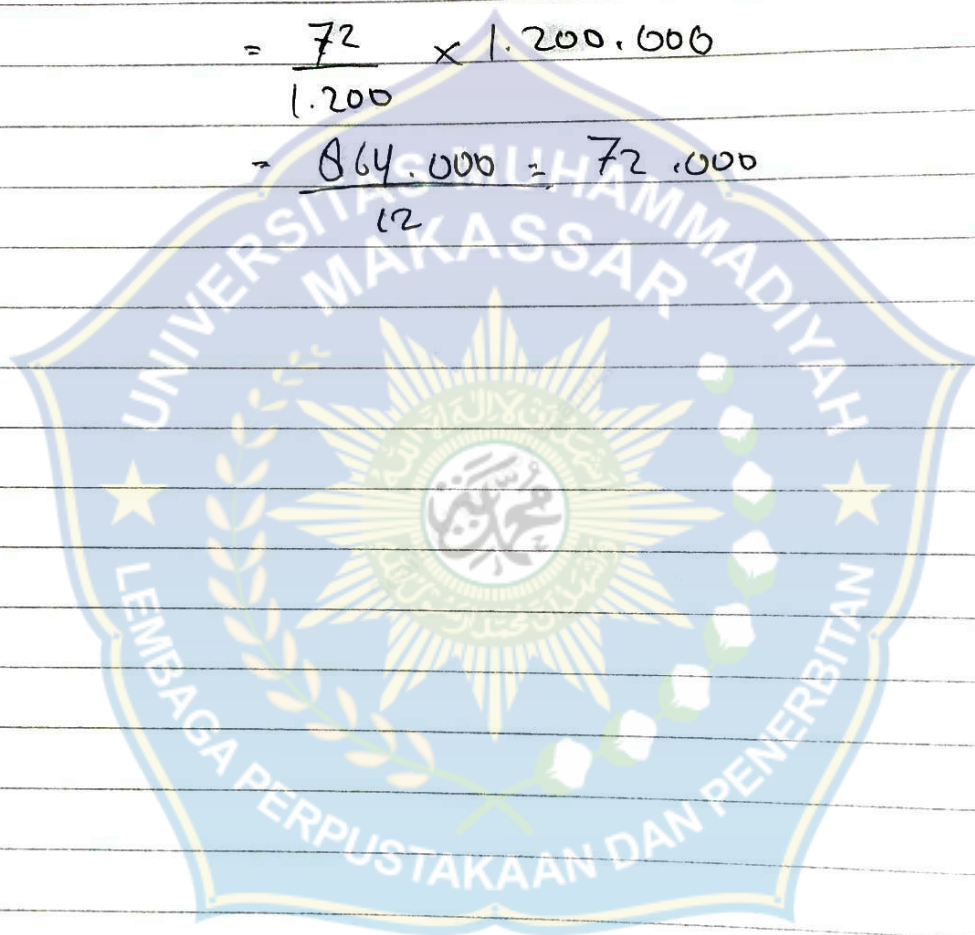 = 72 / 1.200 × 1.200.000
= 864.000 / 12 = 72.000
UNIVERSITAS MUHAMMADIYAH
MAKASSAR
LEMBAGA PERPUSTAKAAN DAN PENERBITAN